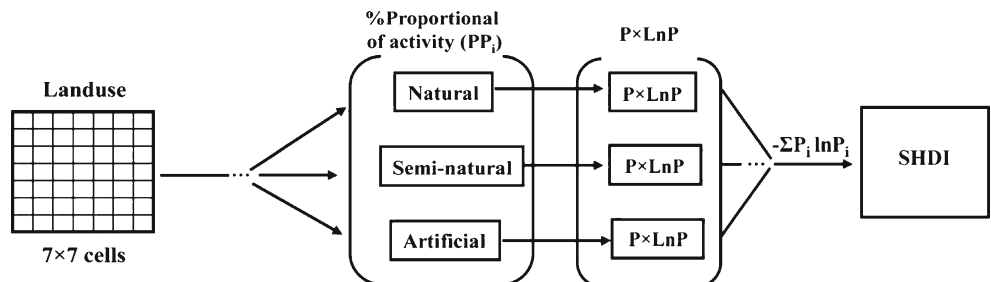 %Proportional
of activity (PPi)
P×LnP
Landuse
7×7 cells
...
Natural
Semi-natural
Artificial
P×LnP
P×LnP
P×LnP
...
-ΣPi lnPi
SHDI